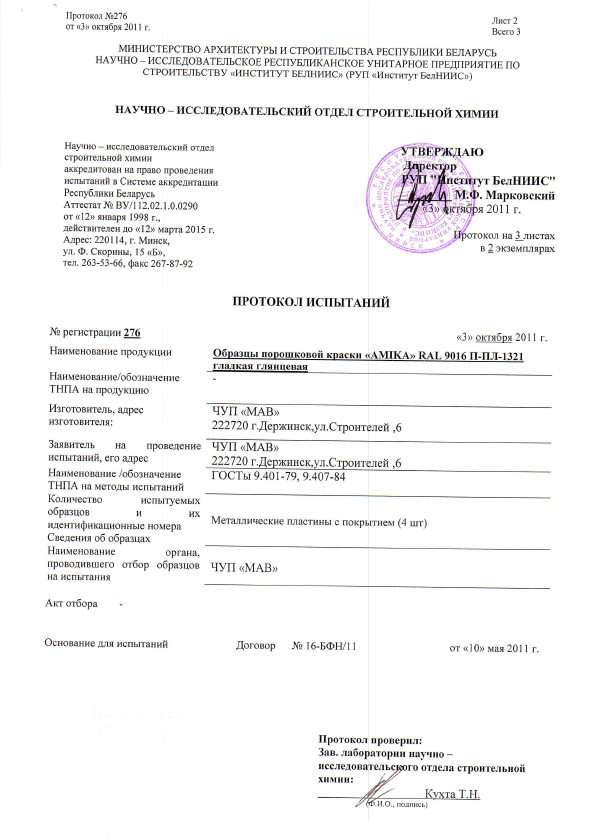 Протокол №276
от «3» октября 2011 г.
Лист 2
Всего 3
МИНИСТЕРСТВО АРХИТЕКТУРЫ И СТРОИТЕЛЬСТВА РЕСПУБЛИКИ БЕЛАРУСЬ
НАУЧНО – ИССЛЕДОВАТЕЛЬСКОЕ РЕСПУБЛИКАНСКОЕ УНИТАРНОЕ ПРЕДПРИЯТИЕ ПО
СТРОИТЕЛЬСТВУ «ИНСТИТУТ БЕЛНИИС» (РУП «Институт БелНИИС»)
НАУЧНО – ИССЛЕДОВАТЕЛЬСКИЙ ОТДЕЛ СТРОИТЕЛЬНОЙ ХИМИИ
Научно – исследовательский отдел
строительной химии
аккредитован на право проведения
испытаний в Системе аккредитации
Республики Беларусь
Аттестат № BY/112.02.1.0.0290
от «12» января 1998 г.,
действителен до «12» марта 2015 г.
Адрес: 220114, г. Минск,
ул. Ф. Скорины, 15 «Б»,
тел. 263-53-66, факс 267-87-92
УТВЕРЖДАЮ
Директор
РУП "Институт БелНИИС"
М.Ф. Марковский
«3» октября 2011 г.
Протокол на 3 листах
в 2 экземплярах
ПРОТОКОЛ ИСПЫТАНИЙ
№ регистрации 276
«3» октября 2011 г.
Наименование продукции
Образцы порошковой краски «AMIKA» RAL 9016 П-ПЛ-1321
гладкая глянцевая
Наименование/обозначение
ТНПА на продукцию
-
Изготовитель, адрес
изготовителя:
ЧУП «МАВ»
222720 г.Держинск,ул.Строителей ,6
Заявитель на проведение
испытаний, его адрес
ЧУП «МАВ»
222720 г.Держинск,ул.Строителей ,6
Наименование /обозначение
ТНПА на методы испытаний
ГОСТы 9.401-79, 9.407-84
Количество испытуемых
образцов и их
идентификационные номера
Сведения об образцах
Металлические пластины с покрытием (4 шт)
Наименование органа,
проводившего отбор образцов
на испытания
ЧУП «МАВ»
Акт отбора -
Основание для испытаний Договор № 16-БФН/11 от «10» мая 2011 г.
Протокол проверил:
Зав. лаборатории научно –
исследовательского отдела строительной
химии:
Кухта Т.Н.
(Ф.И.О., подпись)